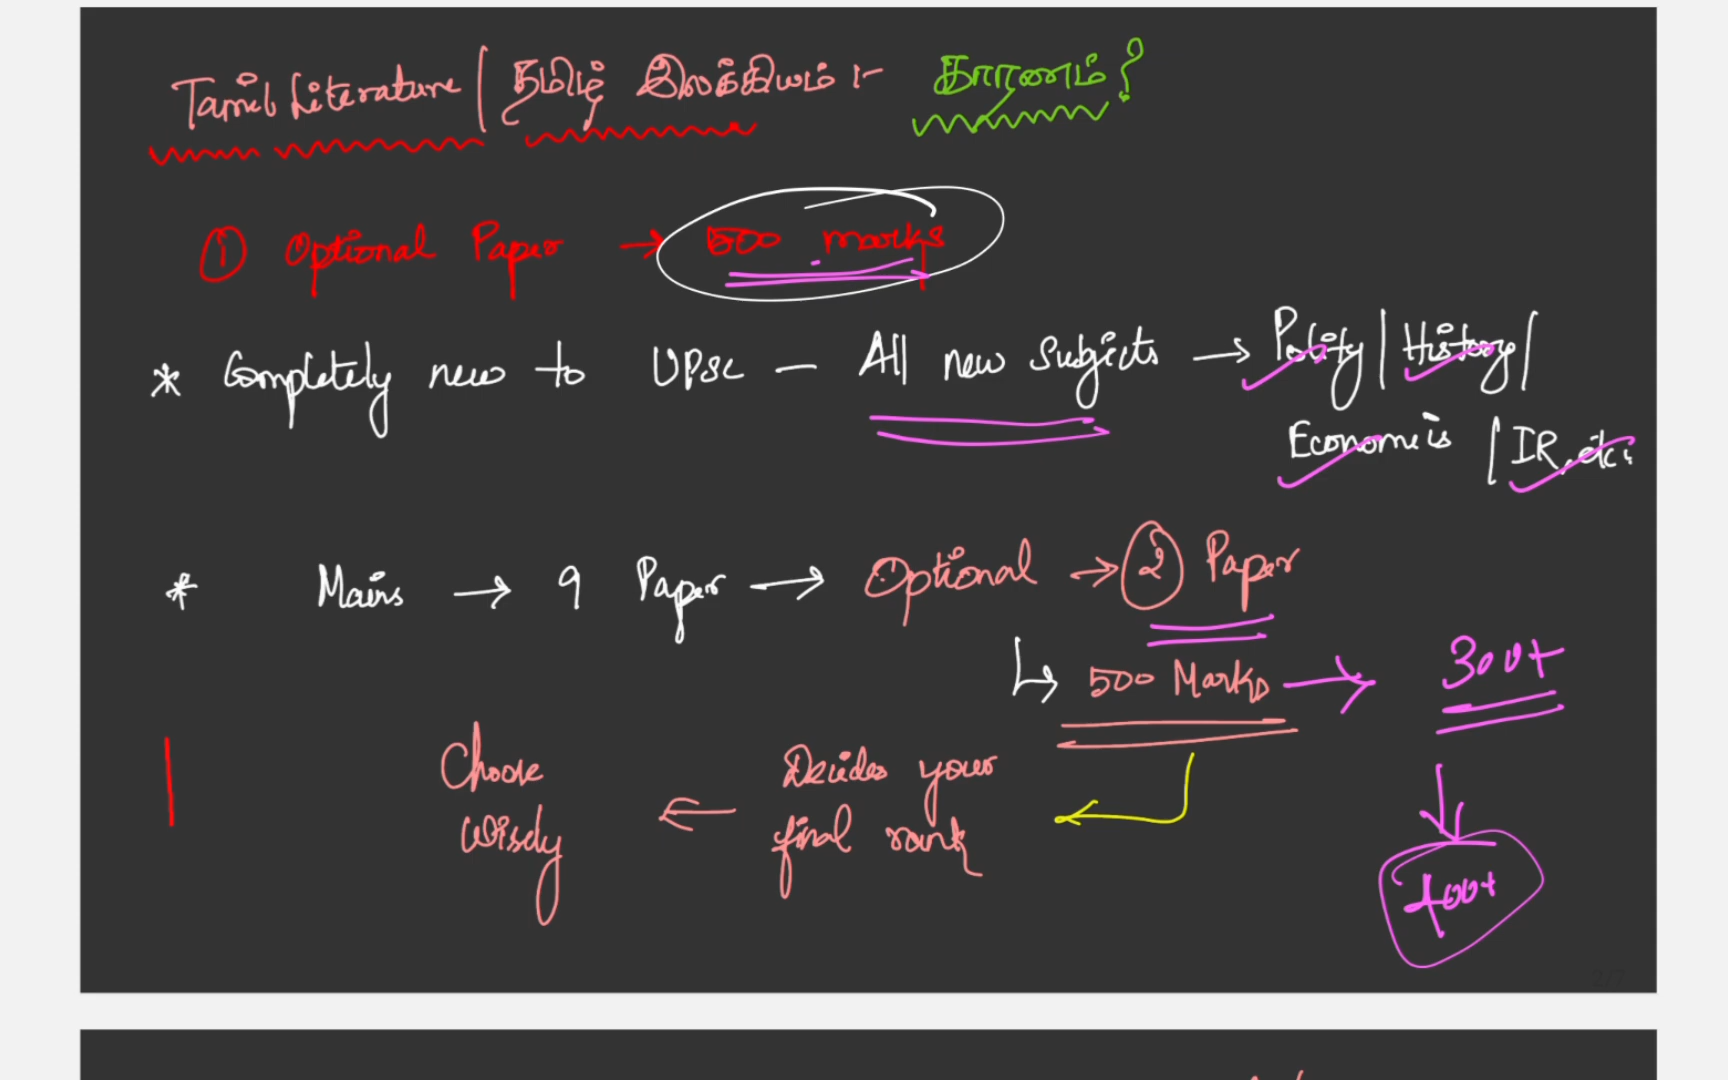 Tamil Literature | தமிழ் இலக்கியம் :- காரணம்?
① Optional Paper → 500 marks
* Completely new to UPSC – All new Subjects → Polity | History |
Economics | IR, etc.
* Mains → 9 Paper → Optional → ② Paper
↳ 500 Marks → 300+
Choose Wisely ← Decides your final rank ←
↓
400+
2/7